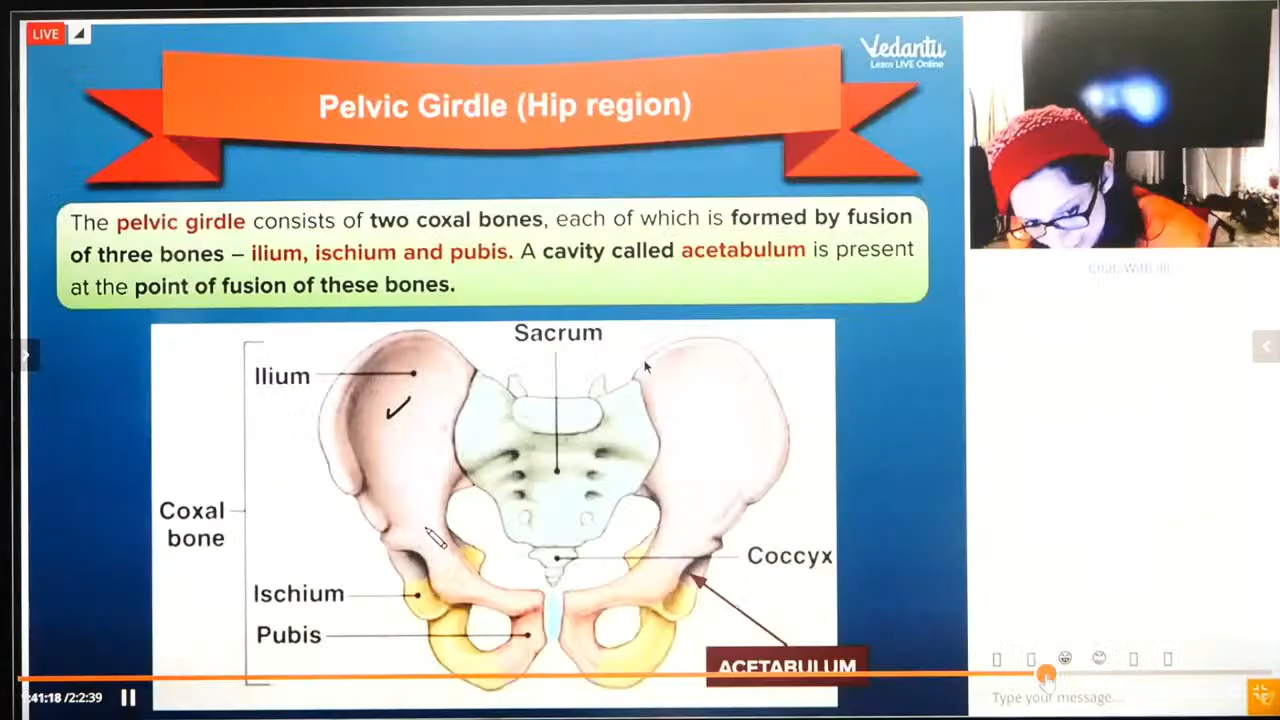 LIVE
Vedantu
Learn LIVE Online
Pelvic Girdle (Hip region)
The pelvic girdle consists of two coxal bones, each of which is formed by fusion
of three bones – ilium, ischium and pubis. A cavity called acetabulum is present
at the point of fusion of these bones.
Sacrum
Ilium
Coxal
bone
Coccyx
Ischium
Pubis
ACETABULUM
:41:18 /2:2:39
Type your message...